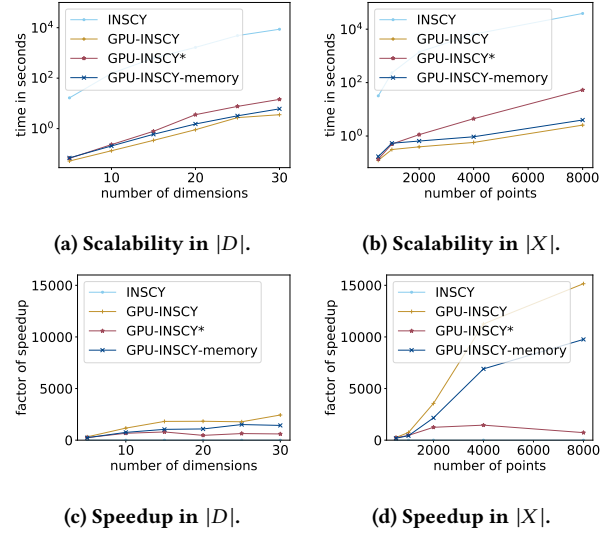 INSCY
GPU-INSCY
GPU-INSCY*
GPU-INSCY-memory
time in seconds
10⁴
10²
10⁰
10
20
30
number of dimensions
(a) Scalability in |D|.
INSCY
GPU-INSCY
GPU-INSCY*
GPU-INSCY-memory
time in seconds
10⁴
10²
10⁰
2000
4000
6000
8000
number of points
(b) Scalability in |X|.
INSCY
GPU-INSCY
GPU-INSCY*
GPU-INSCY-memory
factor of speedup
15000
10000
5000
0
10
20
30
number of dimensions
(c) Speedup in |D|.
INSCY
GPU-INSCY
GPU-INSCY*
GPU-INSCY-memory
factor of speedup
15000
10000
5000
0
2000
4000
6000
8000
number of points
(d) Speedup in |X|.